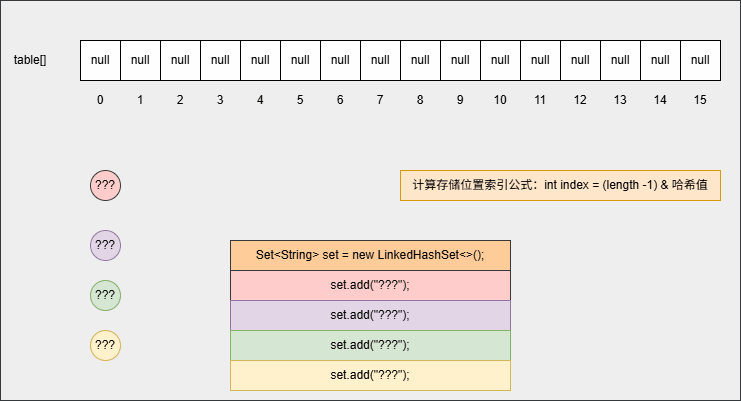 table[] null null null null null null null null null null null null null null null null
0 1 2 3 4 5 6 7 8 9 10 11 12 13 14 15
???
计算存储位置索引公式：int index = (length -1) & 哈希值
???
???
???
Set<String> set = new LinkedHashSet<>();
set.add("???");
set.add("???");
set.add("???");
set.add("???");